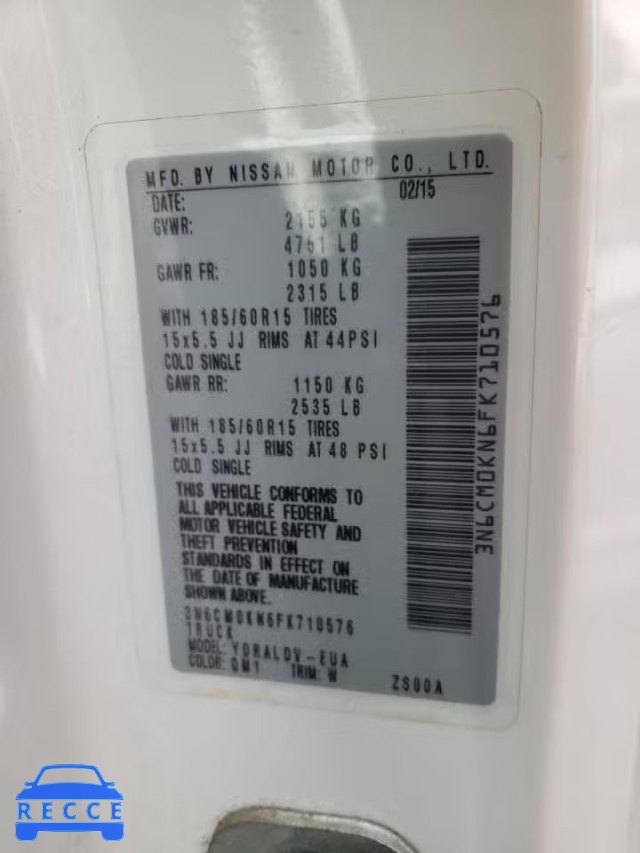 MFD. BY NISSAN MOTOR CO., LTD.
DATE: 02/15
GVWR: 2155 KG
4751 LB
GAWR FR: 1050 KG
2315 LB
WITH 185/60R15 TIRES
15x5.5 JJ RIMS AT 44PSI
COLD SINGLE
GAWR RR: 1150 KG
2535 LB
WITH 185/60R15 TIRES
15x5.5 JJ RIMS AT 48 PSI
COLD SINGLE
THIS VEHICLE CONFORMS TO
ALL APPLICABLE FEDERAL
MOTOR VEHICLE SAFETY AND
THEFT PREVENTION
STANDARDS IN EFFECT ON
THE DATE OF MANUFACTURE
SHOWN ABOVE.
3N6CM0KN6FK710576
TRUCK
MODEL: YDRALDV-EUA
COLOR: QM1 TRIM: W ZS00A
3N6CM0KN6FK710576
RECCE